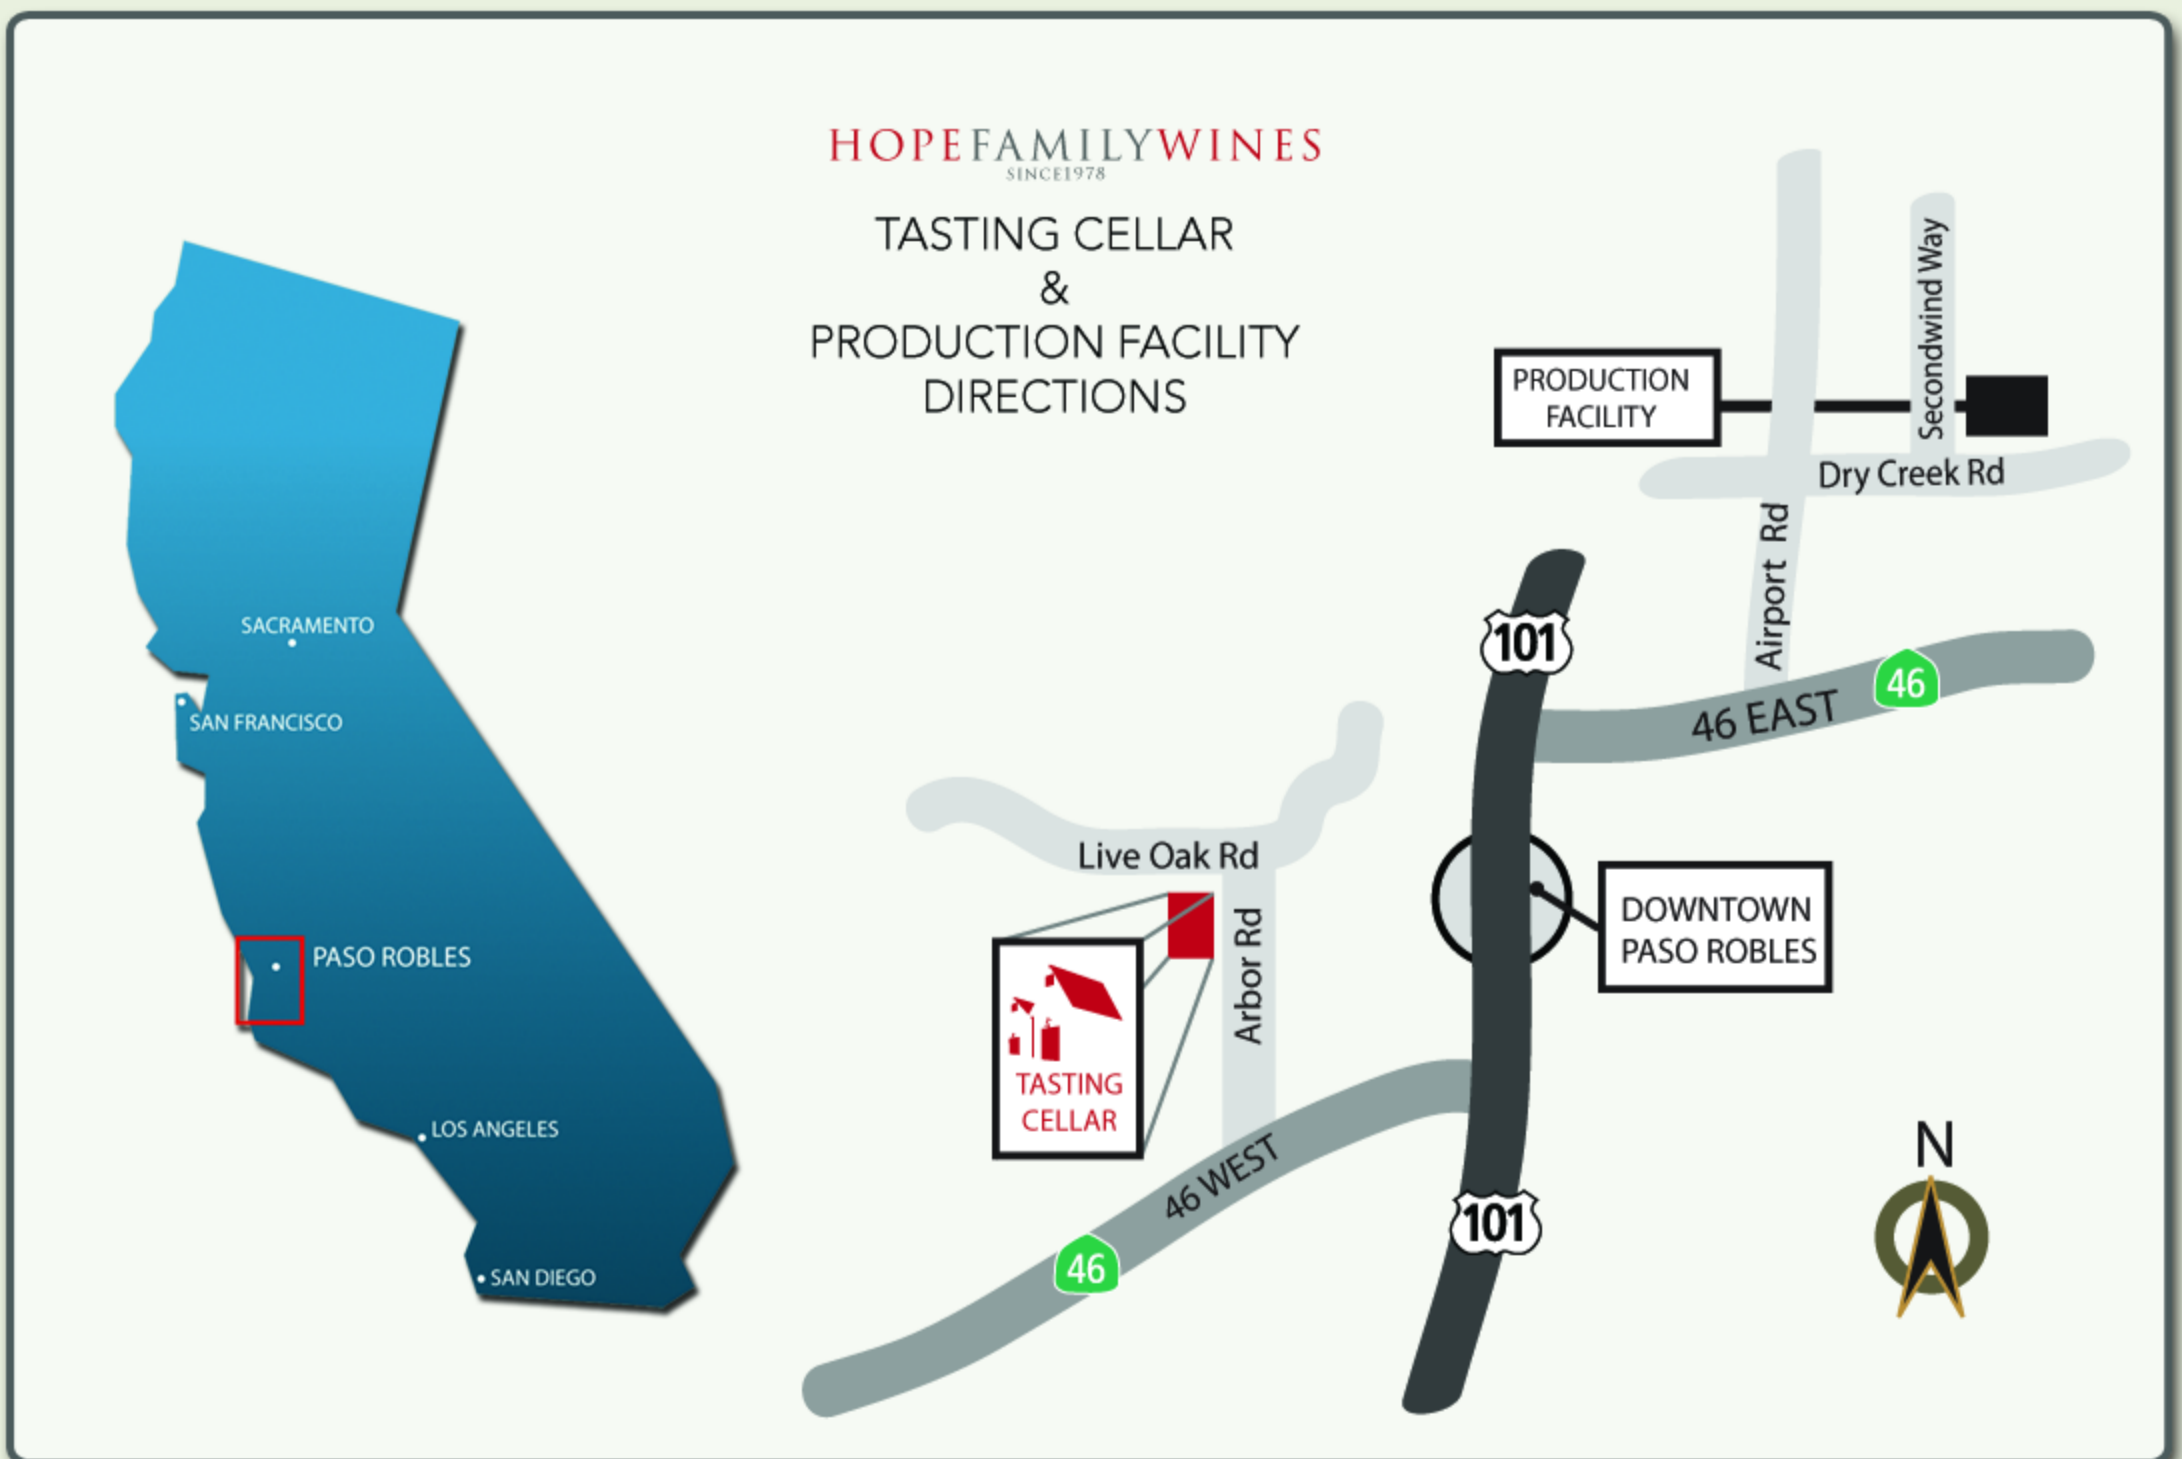 HOPEFAMILYWINES
SINCE1978
TASTING CELLAR
&
PRODUCTION FACILITY
DIRECTIONS
SACRAMENTO
SAN FRANCISCO
PASO ROBLES
LOS ANGELES
SAN DIEGO
PRODUCTION
FACILITY
Secondwind Way
Dry Creek Rd
Airport Rd
101
46
46 EAST
Live Oak Rd
Arbor Rd
DOWNTOWN
PASO ROBLES
TASTING
CELLAR
46 WEST
46
101
N